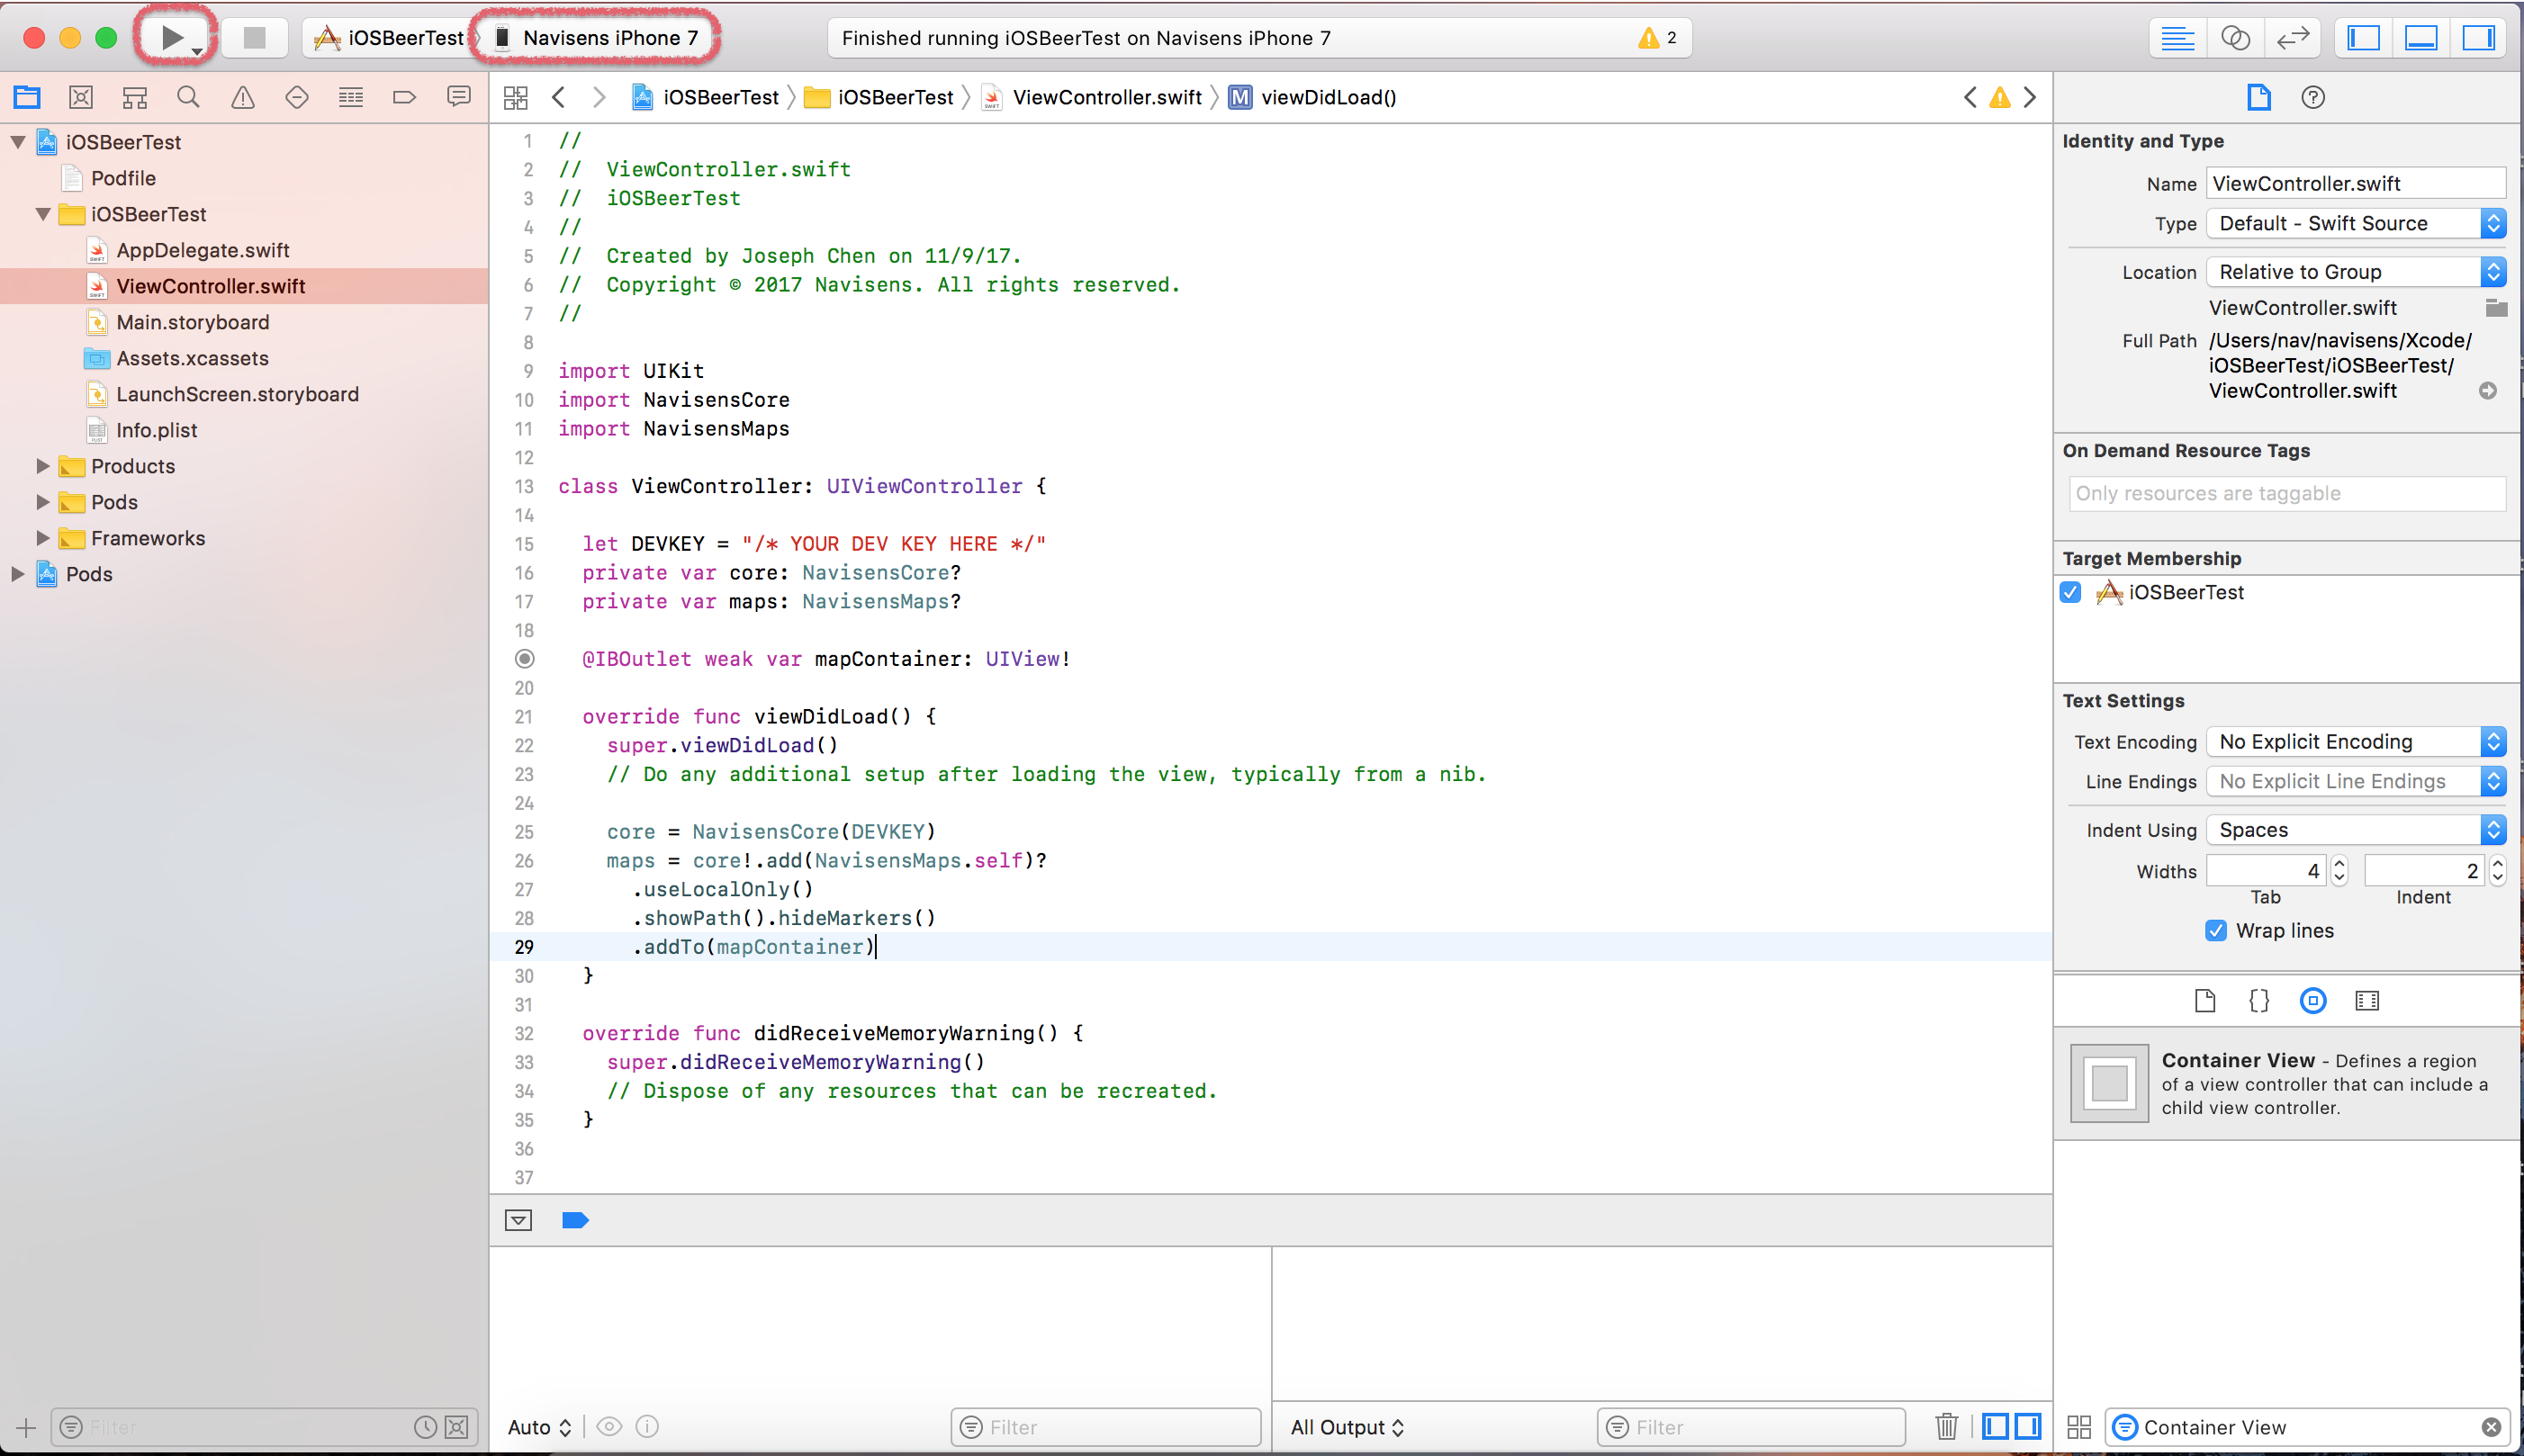 iOSBeerTest
Navisens iPhone 7
Finished running iOSBeerTest on Navisens iPhone 7
2
iOSBeerTest
Podfile
iOSBeerTest
AppDelegate.swift
ViewController.swift
Main.storyboard
Assets.xcassets
LaunchScreen.storyboard
Info.plist
Products
Pods
Frameworks
Pods
Filter
iOSBeerTest
iOSBeerTest
ViewController.swift
M viewDidLoad()
1 //
2 //  ViewController.swift
3 //  iOSBeerTest
4 //
5 //  Created by Joseph Chen on 11/9/17.
6 //  Copyright © 2017 Navisens. All rights reserved.
7 //
8
9 import UIKit
10 import NavisensCore
11 import NavisensMaps
12
13 class ViewController: UIViewController {
14
15   let DEVKEY = "/* YOUR DEV KEY HERE */"
16   private var core: NavisensCore?
17   private var maps: NavisensMaps?
18
@IBOutlet weak var mapContainer: UIView!
20
21   override func viewDidLoad() {
22     super.viewDidLoad()
23     // Do any additional setup after loading the view, typically from a nib.
24
25     core = NavisensCore(DEVKEY)
26     maps = core!.add(NavisensMaps.self)?
27       .useLocalOnly()
28       .showPath().hideMarkers()
29       .addTo(mapContainer)
30   }
31
32   override func didReceiveMemoryWarning() {
33     super.didReceiveMemoryWarning()
34     // Dispose of any resources that can be recreated.
35   }
36
37
Auto
Filter
All Output
Filter
Identity and Type
Name ViewController.swift
Type Default - Swift Source
Location Relative to Group
ViewController.swift
Full Path /Users/nav/navisens/Xcode/
iOSBeerTest/iOSBeerTest/
ViewController.swift
On Demand Resource Tags
Only resources are taggable
Target Membership
iOSBeerTest
Text Settings
Text Encoding No Explicit Encoding
Line Endings No Explicit Line Endings
Indent Using Spaces
Widths 4 2
Tab Indent
Wrap lines
{}
Container View - Defines a region
of a view controller that can include a
child view controller.
Container View